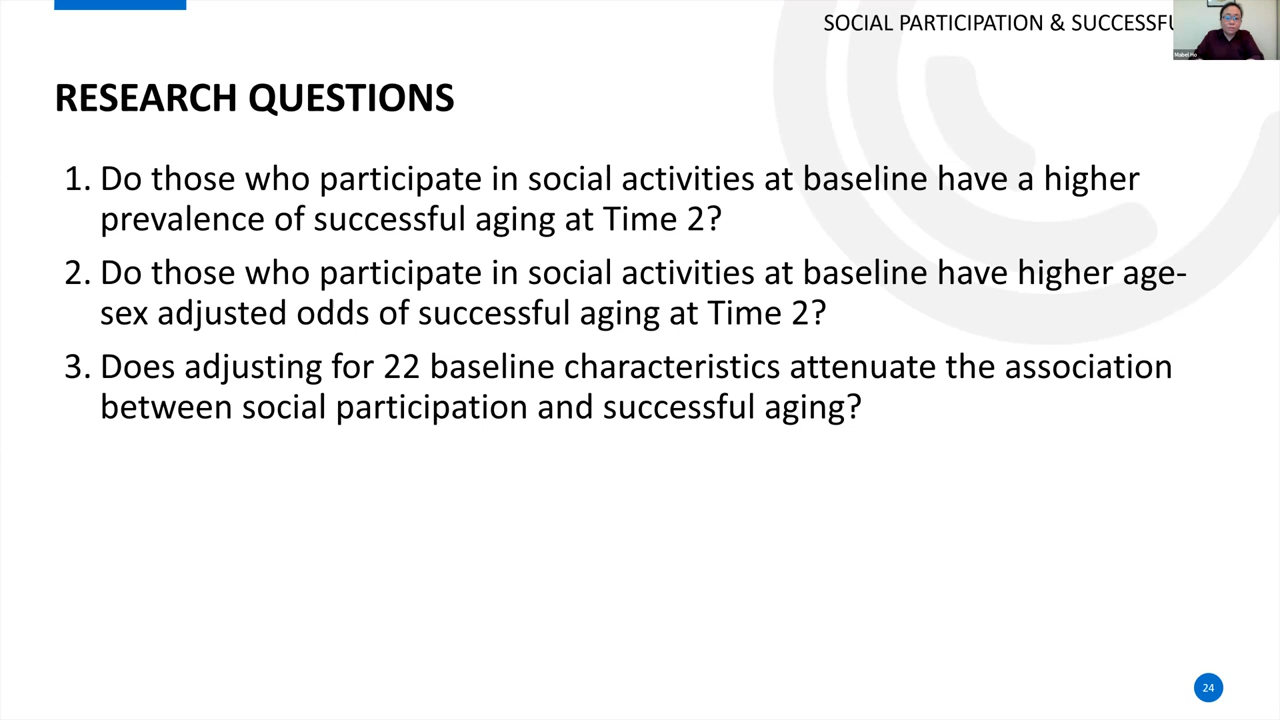 SOCIAL PARTICIPATION & SUCCESSFU
Mabel Ho
RESEARCH QUESTIONS
1. Do those who participate in social activities at baseline have a higher
prevalence of successful aging at Time 2?
2. Do those who participate in social activities at baseline have higher age-
sex adjusted odds of successful aging at Time 2?
3. Does adjusting for 22 baseline characteristics attenuate the association
between social participation and successful aging?
24